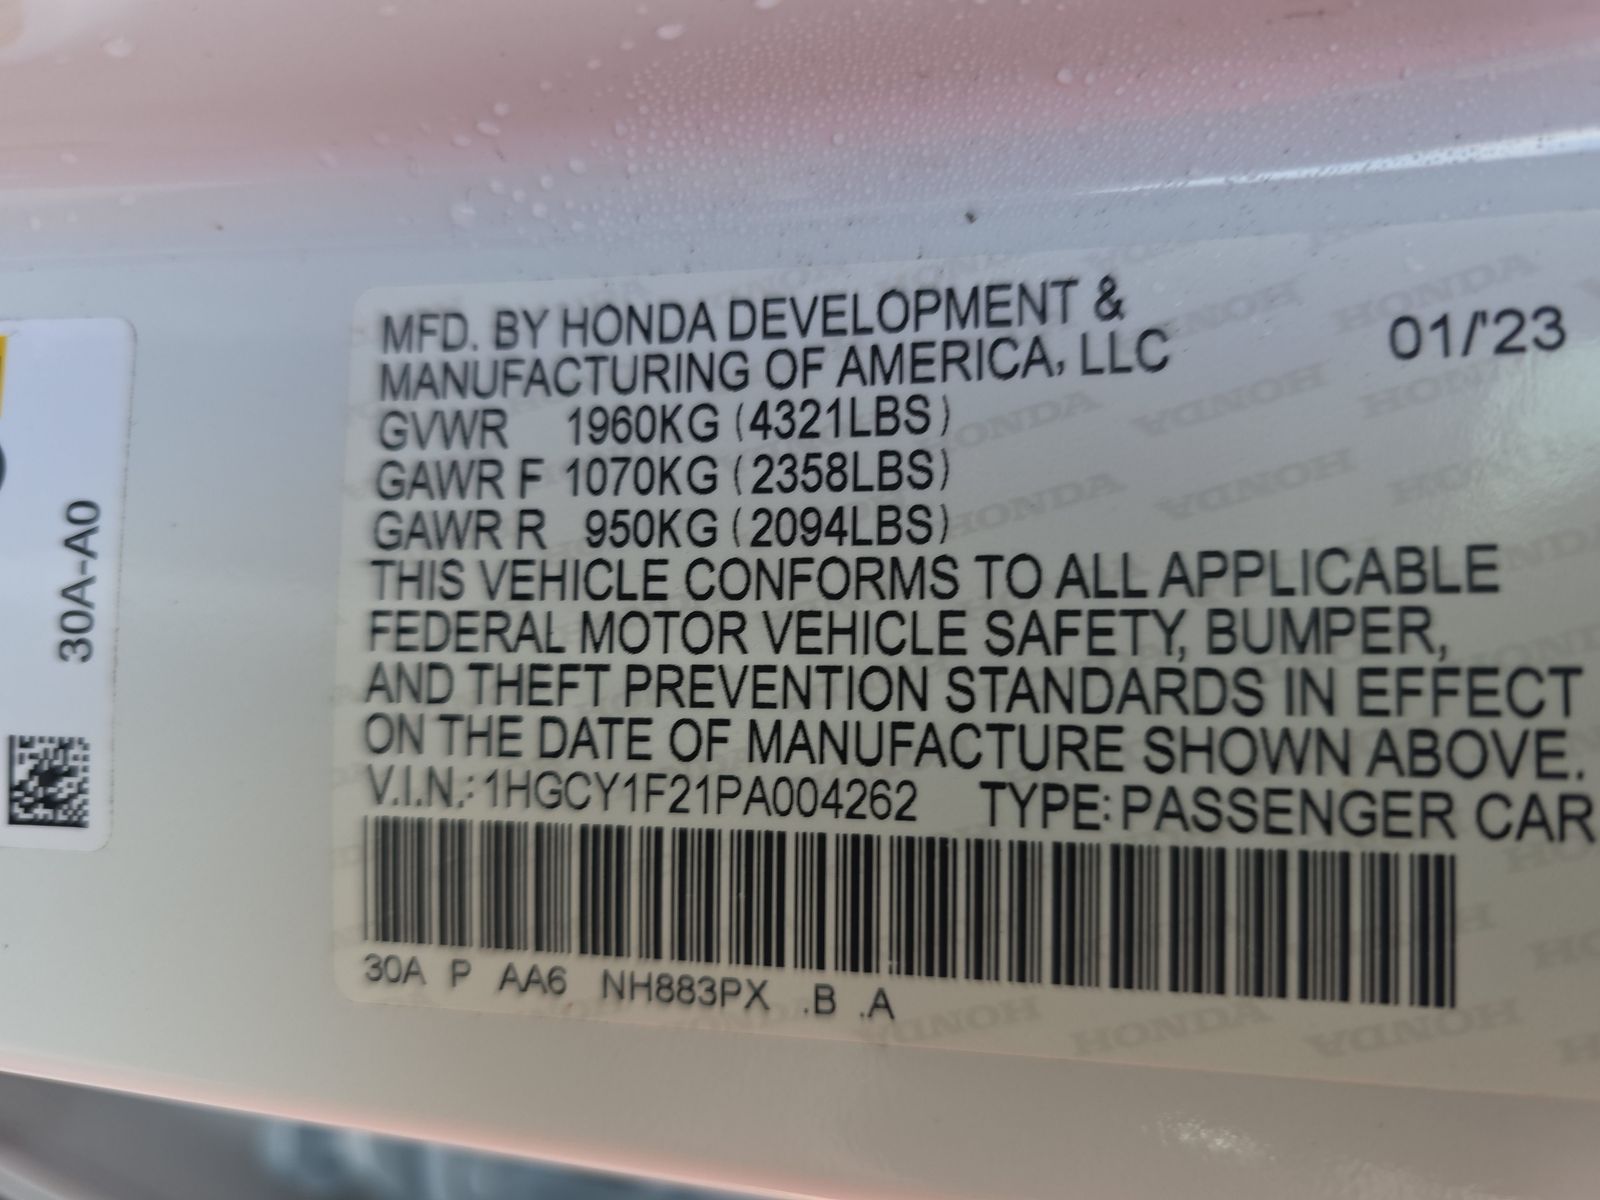 30A-A0
MFD. BY HONDA DEVELOPMENT &
MANUFACTURING OF AMERICA, LLC
01/'23
GVWR 1960KG (4321LBS)
GAWR F 1070KG (2358LBS)
GAWR R 950KG (2094LBS)
THIS VEHICLE CONFORMS TO ALL APPLICABLE
FEDERAL MOTOR VEHICLE SAFETY, BUMPER,
AND THEFT PREVENTION STANDARDS IN EFFECT
ON THE DATE OF MANUFACTURE SHOWN ABOVE.
V.I.N.: 1HGCY1F21PA004262 TYPE: PASSENGER CAR
30A P AA6 NH883PX .B .A